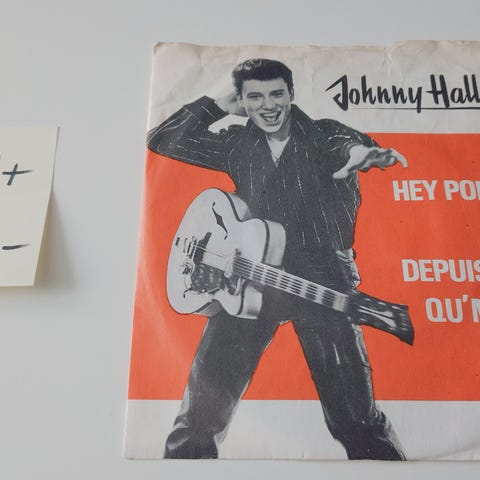 +
-
Johnny Hall
HEY PO
DEPUIS
QU'